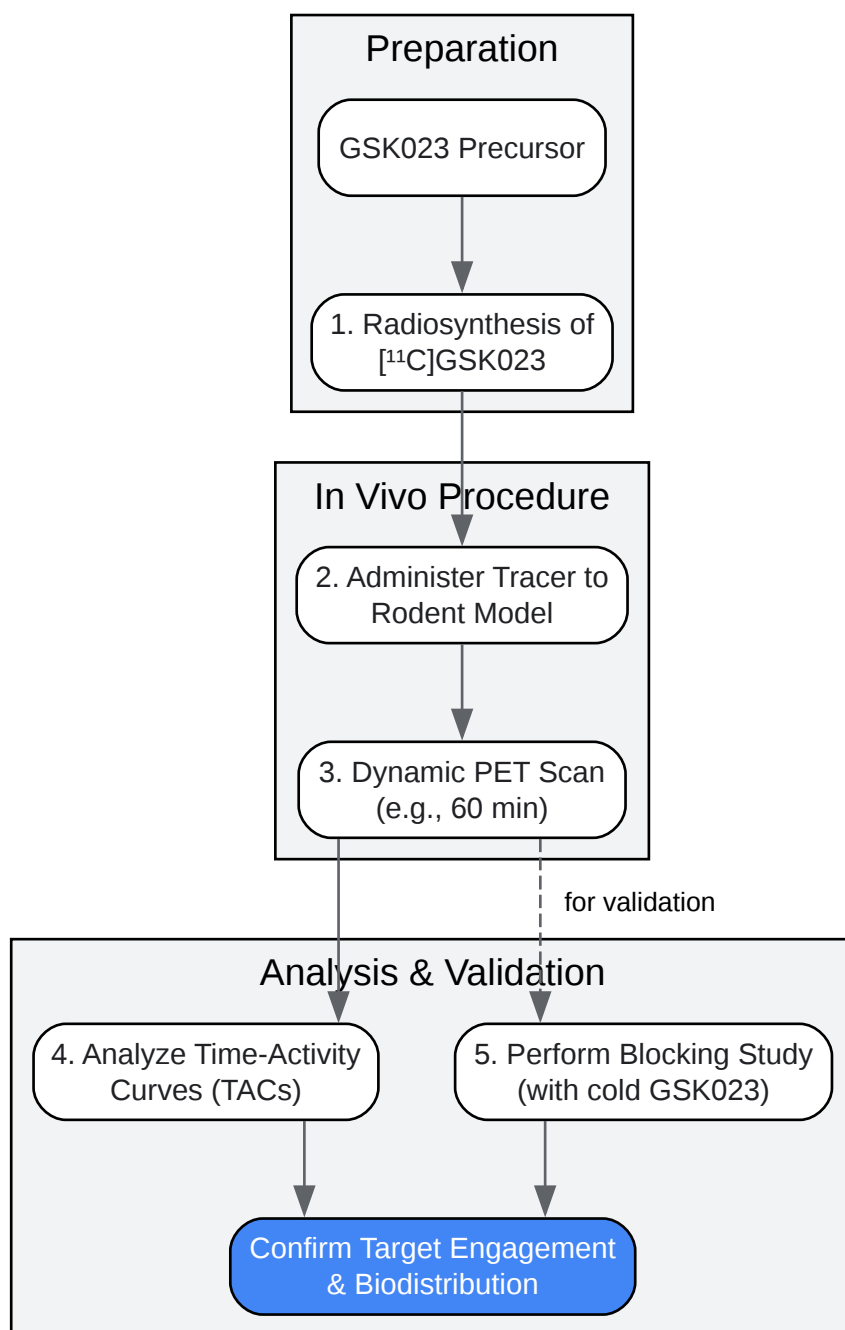 Preparation
GSK023 Precursor
1. Radiosynthesis of
[¹¹C]GSK023
In Vivo Procedure
2. Administer Tracer to
Rodent Model
3. Dynamic PET Scan
(e.g., 60 min)
for validation
Analysis & Validation
4. Analyze Time-Activity
Curves (TACs)
5. Perform Blocking Study
(with cold GSK023)
Confirm Target Engagement
& Biodistribution